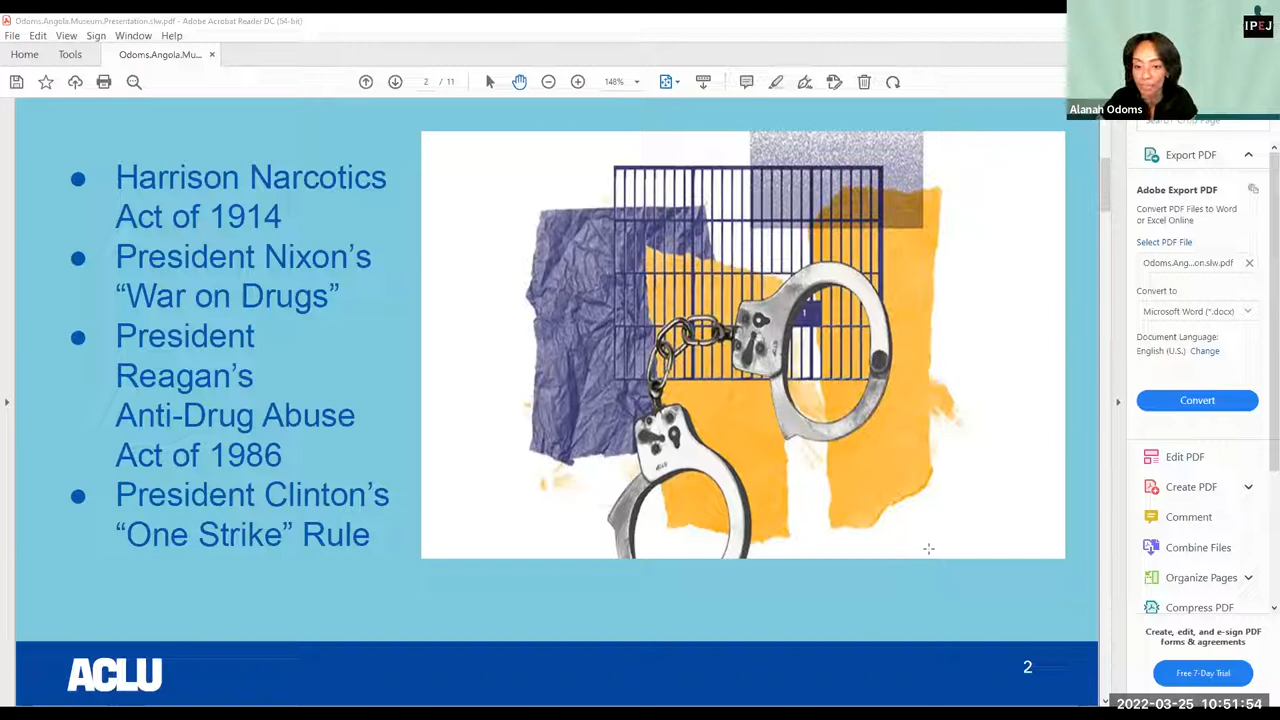 Odoms.Angola.Museum.Presentation.slw.pdf - Adobe Acrobat Reader DC (64-bit)
File Edit View Sign Window Help
Home Tools Odoms.Angola.Mu... ×
2 / 11 148%
IPEJ
Alanah Odoms
● Harrison Narcotics
Act of 1914
● President Nixon’s
“War on Drugs”
● President
Reagan’s
Anti-Drug Abuse
Act of 1986
● President Clinton’s
“One Strike” Rule
1
ACLU
ACLU
2
Export PDF
Adobe Export PDF
Convert PDF Files to Word
or Excel Online
Select PDF File
Odoms.Ang...on.slw.pdf ×
Convert to
Microsoft Word (*.docx)
Document Language:
English (U.S.) Change
Convert
Edit PDF
Create PDF
Comment
Combine Files
Organize Pages
Compress PDF
Create, edit, and e-sign PDF
forms & agreements
Free 7-Day Trial
2022-03-25 10:51:54